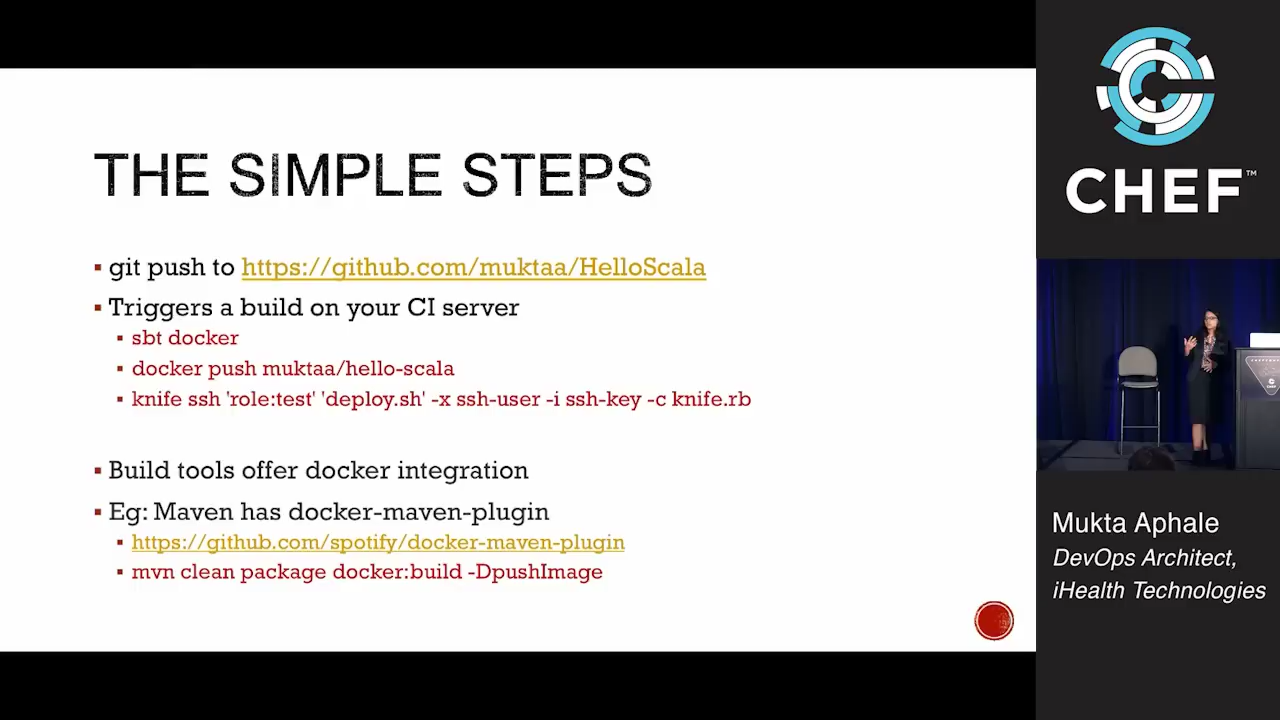 THE SIMPLE STEPS
▪ git push to https://github.com/muktaa/HelloScala
▪ Triggers a build on your CI server
▪ sbt docker
▪ docker push muktaa/hello-scala
▪ knife ssh 'role:test' 'deploy.sh' -x ssh-user -i ssh-key -c knife.rb
▪ Build tools offer docker integration
▪ Eg: Maven has docker-maven-plugin
▪ https://github.com/spotify/docker-maven-plugin
▪ mvn clean package docker:build -DpushImage
CHEF™
Mukta Aphale
DevOps Architect,
iHealth Technologies